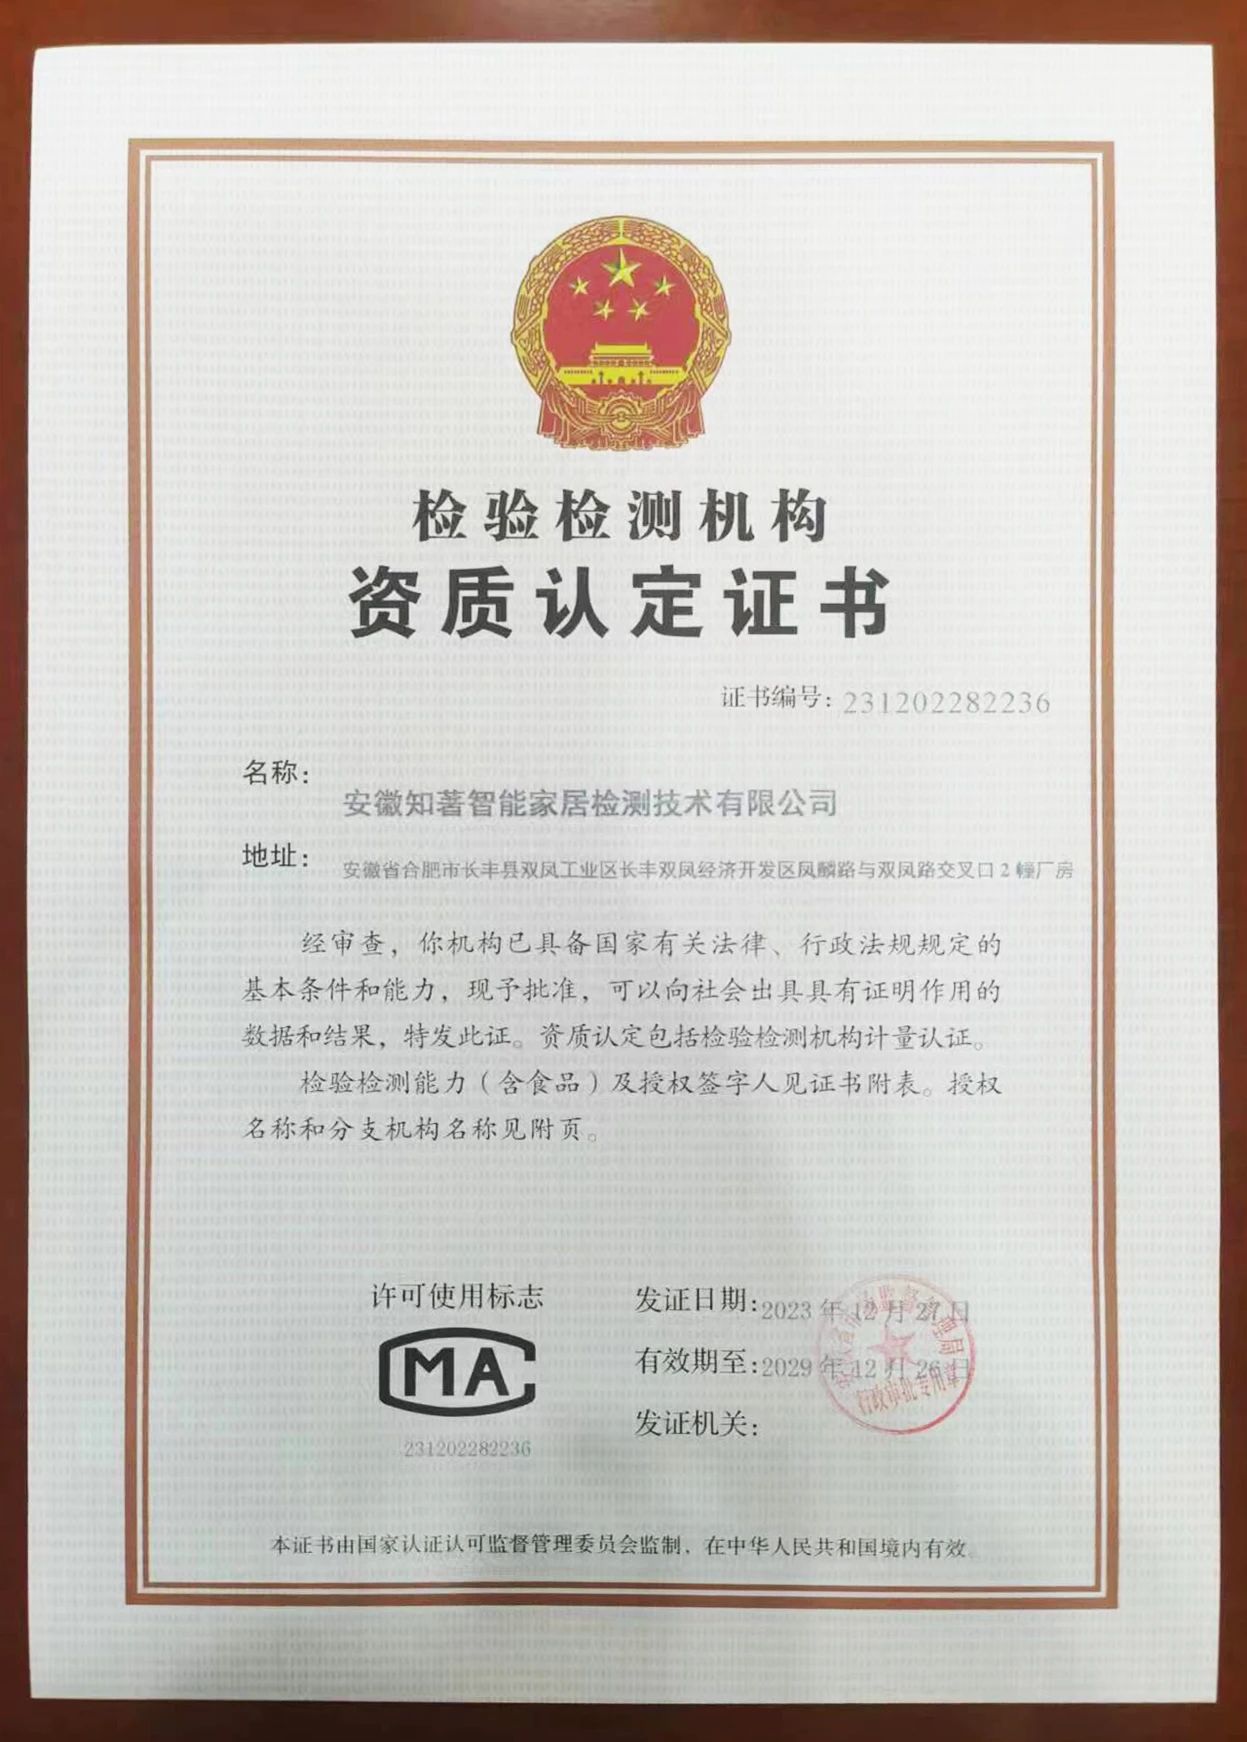 检验检测机构
资质认定证书
证书编号：231202282236
名称：
安徽知著智能家居检测技术有限公司
地址：
安徽省合肥市长丰县双凤工业区长丰双凤经济开发区凤麟路与双凤路交叉口2幢厂房
经审查，你机构已具备国家有关法律、行政法规规定的
基本条件和能力，现予批准，可以向社会出具具有证明作用的
数据和结果，特发此证。资质认定包括检验检测机构计量认证。
检验检测能力（含食品）及授权签字人见证书附表。授权
名称和分支机构名称见附页。
许可使用标志
MA
231202282236
发证日期：2023年12月27日
有效期至：2029年12月26日
发证机关：
监督管理局
行政审批专用章
本证书由国家认证认可监督管理委员会监制，在中华人民共和国境内有效。